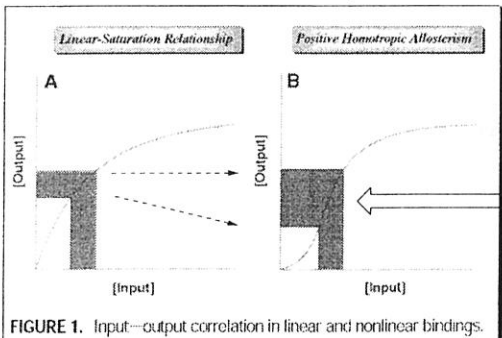 Linear-Saturation Relationship
Positive Homotropic Allosterism
A
B
[Output]
[Output]
[Input]
[Input]
FIGURE 1. Input–output correlation in linear and nonlinear bindings.